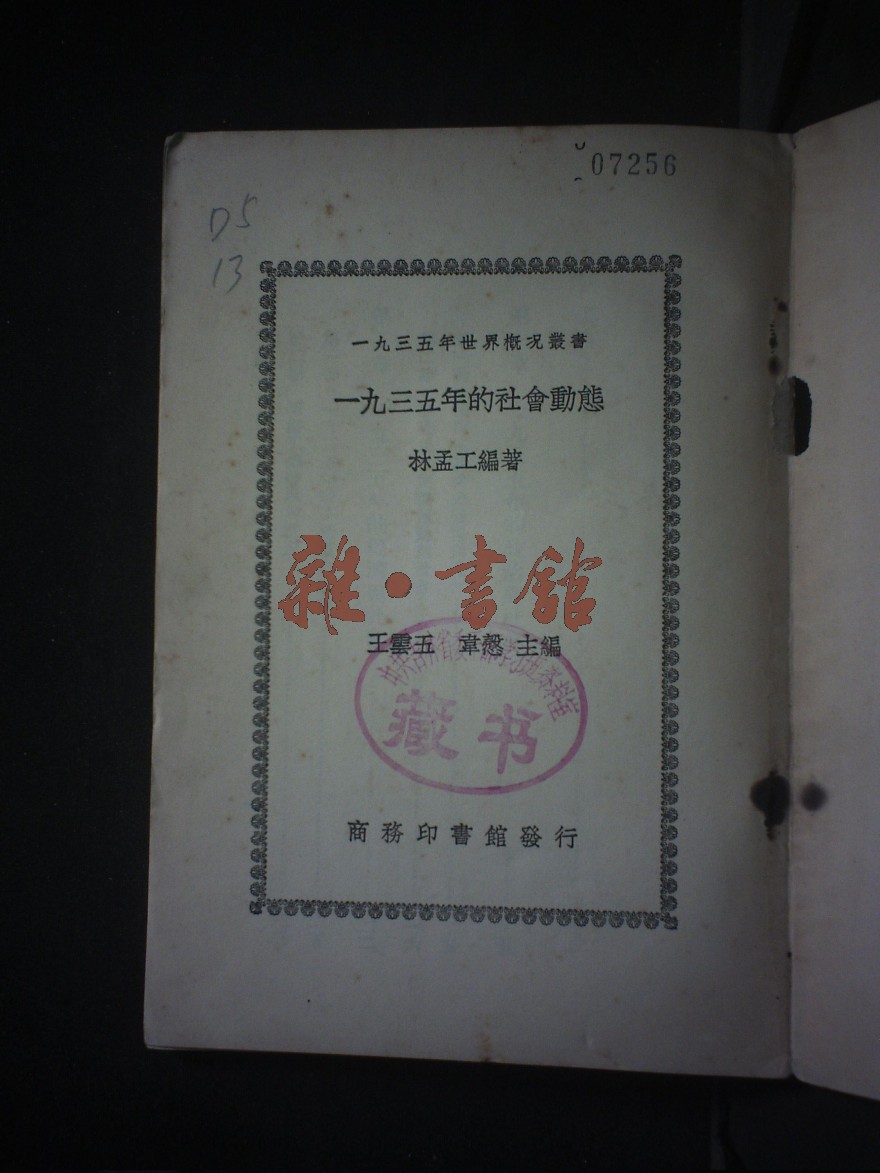 07256
D5
13
一九三五年世界概況叢書
一九三五年的社會動態
林孟工編著
雜·書館
王雲五 韋慤 主編
中共
藏书
商務印書館發行